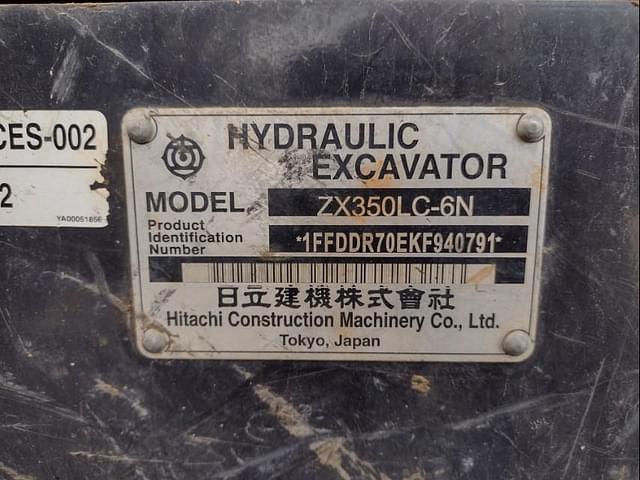 CES-002
2
YA00051856
HYDRAULIC
EXCAVATOR
MODEL ZX350LC-6N
Product
Identification
Number
*1FFDDR70EKF940791*
日立建機株式會社
Hitachi Construction Machinery Co., Ltd.
Tokyo, Japan